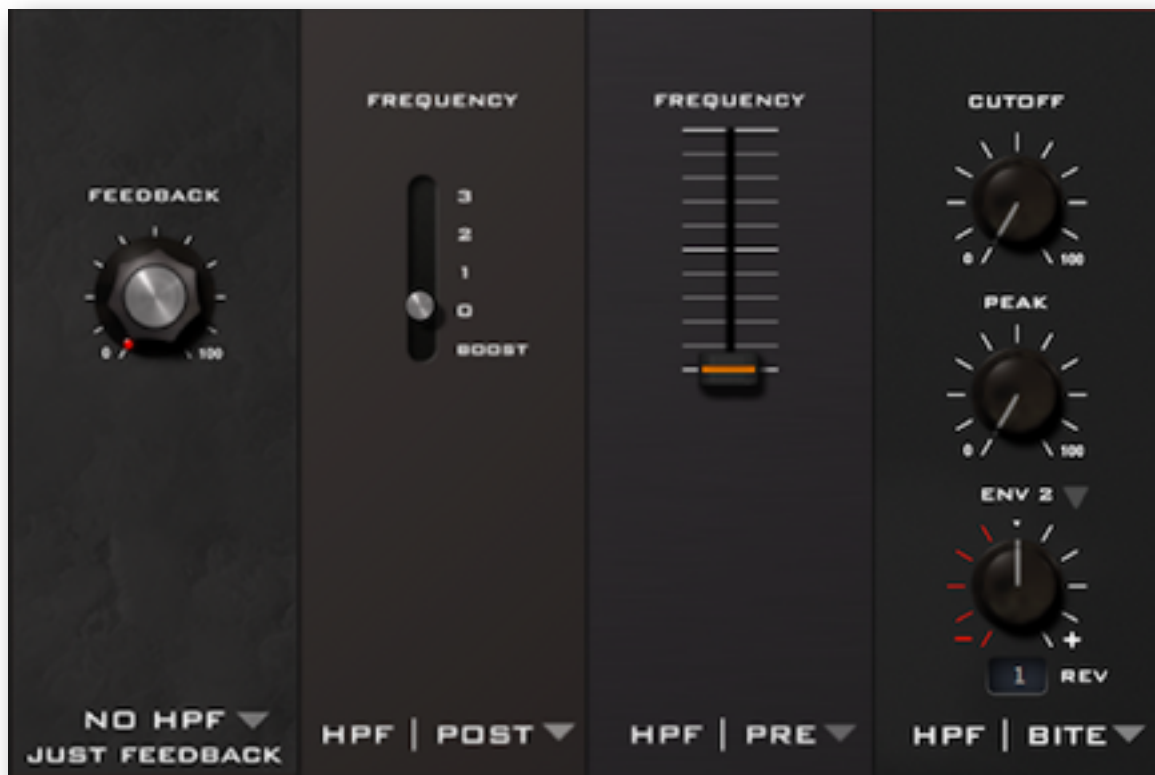 FEEDBACK
0 100
NO HPF
JUST FEEDBACK
FREQUENCY
3
2
1
0
BOOST
HPF | POST
FREQUENCY
HPF | PRE
CUTOFF
0 100
PEAK
0 100
ENV 2
- +
1 REV
HPF | BITE